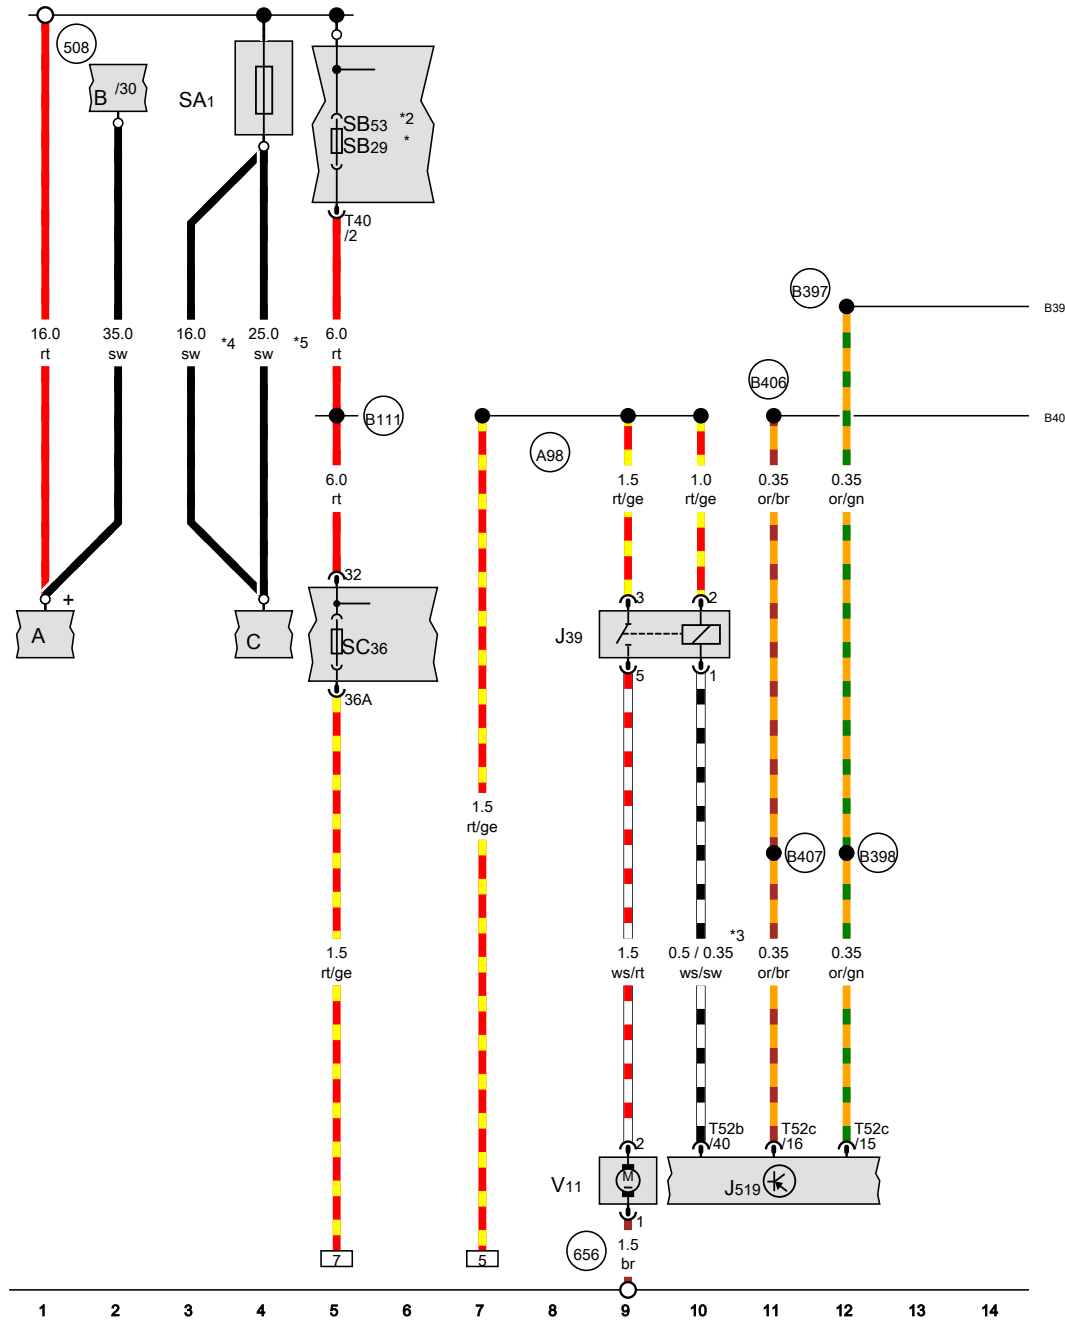 508
B /30
SA1
SB53 *2
SB29 *
T40
/2
B397
B39
16.0
rt
35.0
sw
16.0
sw
*4
25.0
sw
*5
6.0
rt
B406
B111
B40
A98
6.0
rt
1.5
rt/ge
1.0
rt/ge
0.35
or/br
0.35
or/gn
32
+
3
2
A
C
SC36
J39
5
1
36A
1.5
rt/ge
B407
B398
*3
1.5
rt/ge
1.5
ws/rt
0.5 / 0.35
ws/sw
0.35
or/br
0.35
or/gn
2
T52b
/40
T52c
/16
T52c
/15
V11
M
J519
1
656
1.5
br
7
5
1 2 3 4 5 6 7 8 9 10 11 12 13 14